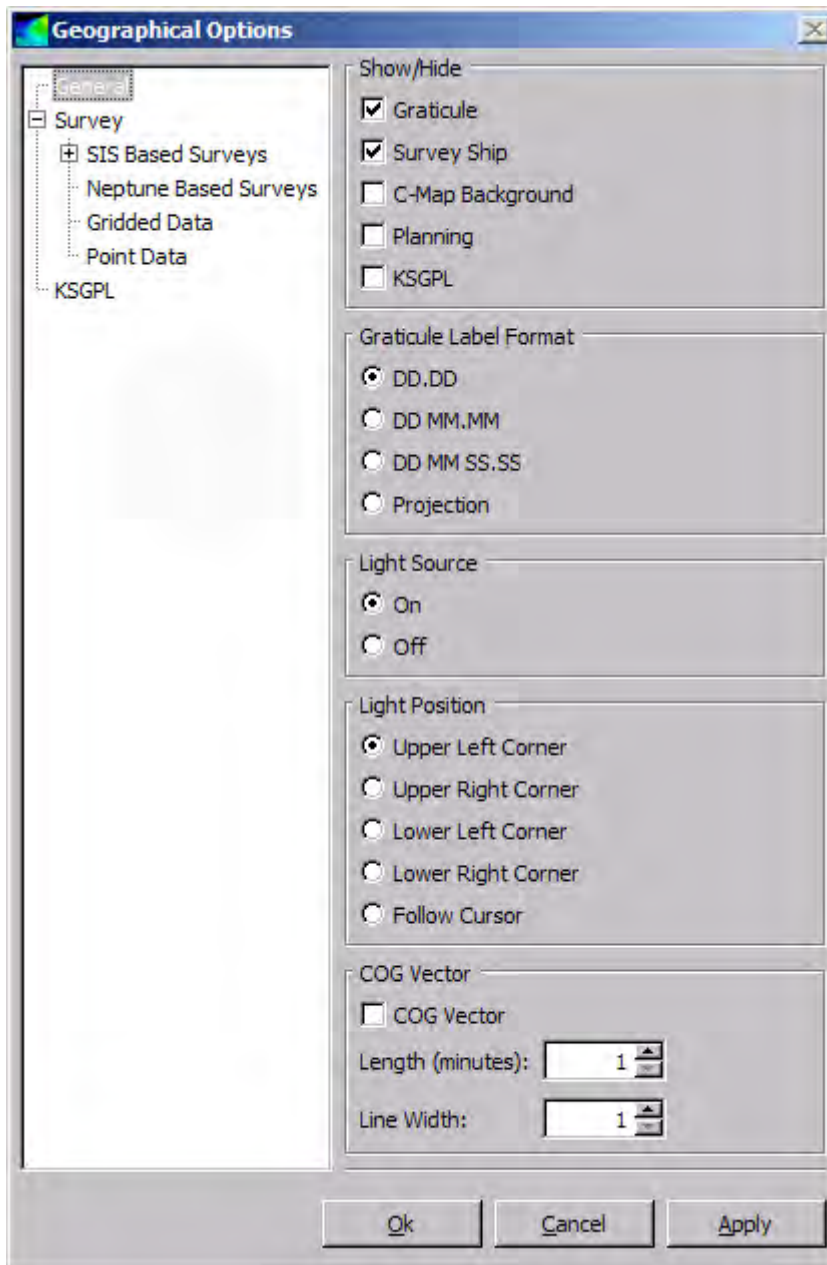 Geographical Options
General
Survey
SIS Based Surveys
Neptune Based Surveys
Gridded Data
Point Data
KSGPL
Show/Hide
Graticule
Survey Ship
C-Map Background
Planning
KSGPL
Graticule Label Format
DD.DD
DD MM.MM
DD MM SS.SS
Projection
Light Source
On
Off
Light Position
Upper Left Corner
Upper Right Corner
Lower Left Corner
Lower Right Corner
Follow Cursor
COG Vector
COG Vector
Length (minutes): 1
Line Width: 1
Ok Cancel Apply